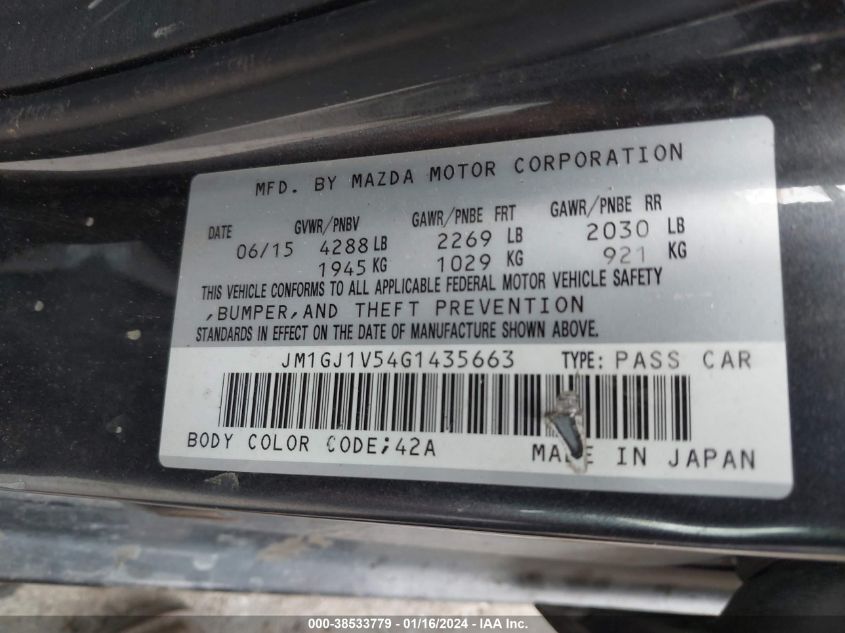 MFD. BY MAZDA MOTOR CORPORATION
DATE GVWR/PNBV GAWR/PNBE FRT GAWR/PNBE RR
06/15 4288 LB 2269 LB 2030 LB
1945 KG 1029 KG 921 KG
THIS VEHICLE CONFORMS TO ALL APPLICABLE FEDERAL MOTOR VEHICLE SAFETY
,BUMPER,AND THEFT PREVENTION
STANDARDS IN EFFECT ON THE DATE OF MANUFACTURE SHOWN ABOVE.
JM1GJ1V54G1435663 TYPE: PASS CAR
BODY COLOR CODE;42A MADE IN JAPAN
000-38533779 - 01/16/2024 - IAAI Inc.